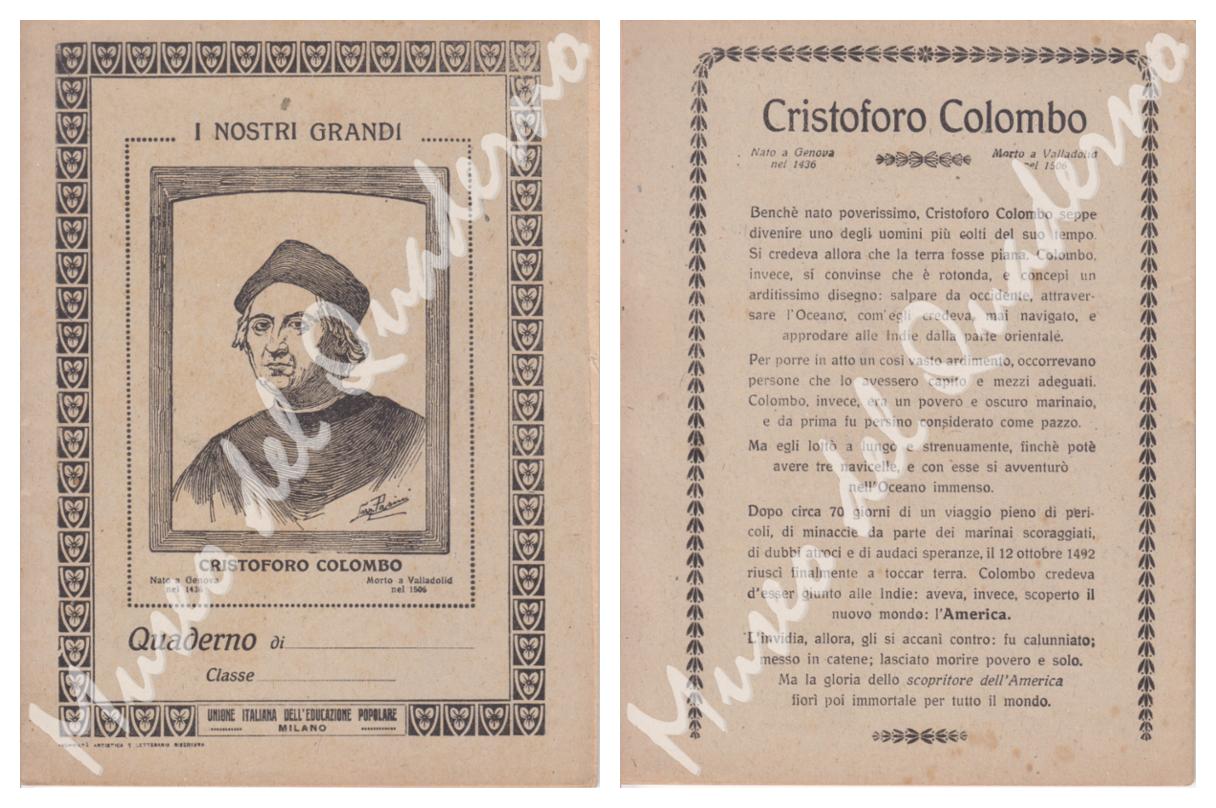 I NOSTRI GRANDI
CRISTOFORO COLOMBO
Nato a Genova
nel 1436
Morto a Valladolid
nel 1506
Quaderno di
Classe
UNIONE ITALIANA DELL'EDUCAZIONE POPOLARE
MILANO
PROPRIETÀ ARTISTICA E LETTERARIA RISERVATA
Museo del Quaderno
Cristoforo Colombo
Nato a Genova
nel 1436
Morto a Valladolid
nel 1506
Benchè nato poverissimo, Cristoforo Colombo seppe
divenire uno degli uomini più colti del suo tempo.
Si credeva allora che la terra fosse piana. Colombo,
invece, si convinse che è rotonda, e concepì un
arditissimo disegno: salpare da occidente, attraver-
sare l'Oceano, com'egli credeva, mai navigato, e
approdare alle Indie dalla parte orientale.
Per porre in atto un così vasto ardimento, occorrevano
persone che lo avessero capito e mezzi adeguati.
Colombo, invece, era un povero e oscuro marinaio,
e da prima fu persino considerato come pazzo.
Ma egli lottò a lungo e strenuamente, finchè potè
avere tre navicelle, e con esse si avventurò
nell'Oceano immenso.
Dopo circa 70 giorni di un viaggio pieno di peri-
coli, di minaccie da parte dei marinai scoraggiati,
di dubbi atroci e di audaci speranze, il 12 ottobre 1492
riuscì finalmente a toccar terra. Colombo credeva
d'esser giunto alle Indie: aveva, invece, scoperto il
nuovo mondo: l'America.
L'invidia, allora, gli si accanì contro: fu calunniato;
messo in catene; lasciato morire povero e solo.
Ma la gloria dello scopritore dell'America
fiorì poi immortale per tutto il mondo.
Museo del Quaderno